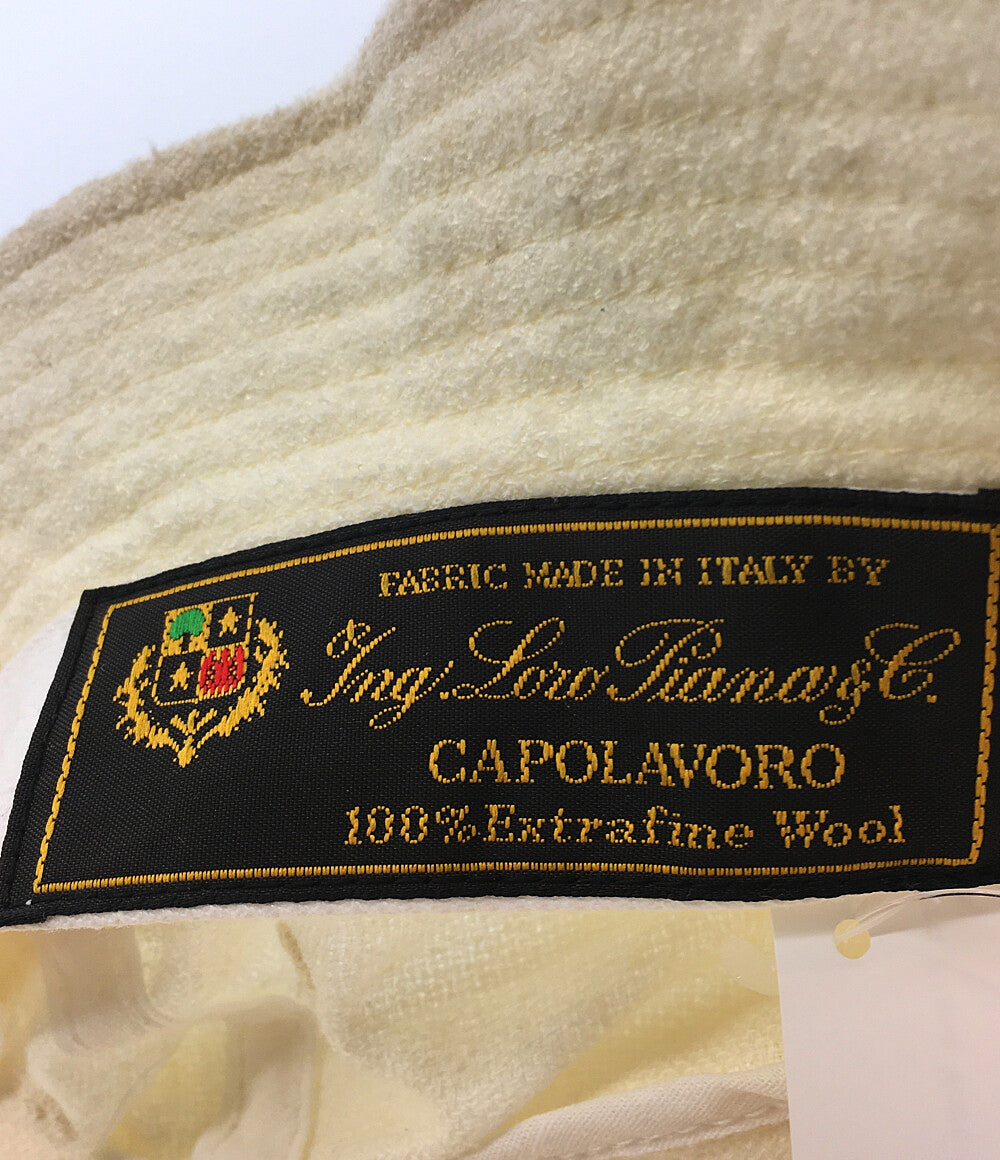 FABRIC MADE IN ITALY BY
Ing. Loro Piana & C.
CAPOLAVORO
100% Extrafine Wool